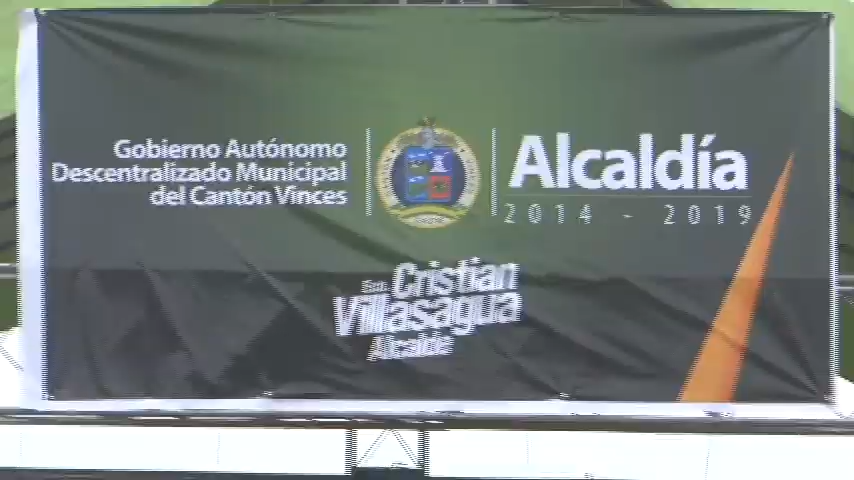 Gobierno Autónomo
Descentralizado Municipal
del Cantón Vinces
Alcaldía
2014 - 2019
Cristian
Villasagua
Alcalde